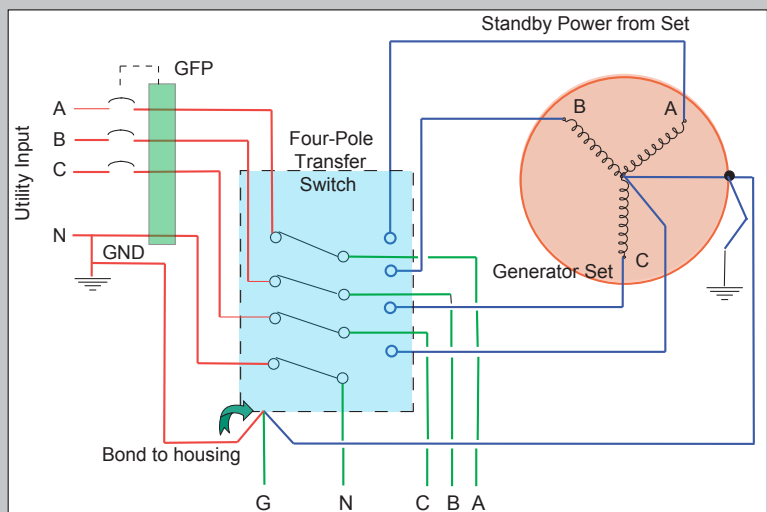 Standby Power from Set
GFP
A
B
C
N
Utility Input
GND
Four-Pole
Transfer
Switch
B
A
C
Generator Set
Bond to housing
G
N
C
B
A